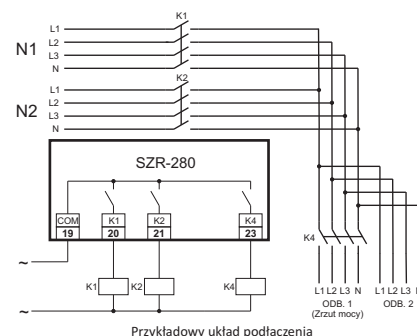 K1
N1
L1
L2
L3
N
K2
N2
L1
L2
L3
N
SZR-280
COM K1 K2 K4
19 20 21 23
K4
~
K1 K2 K4
~
L1 L2 L3 N L1 L2 L3
ODB. 1 ODB. 2
(Zrzut mocy)
Przykładowy układ podłączenia